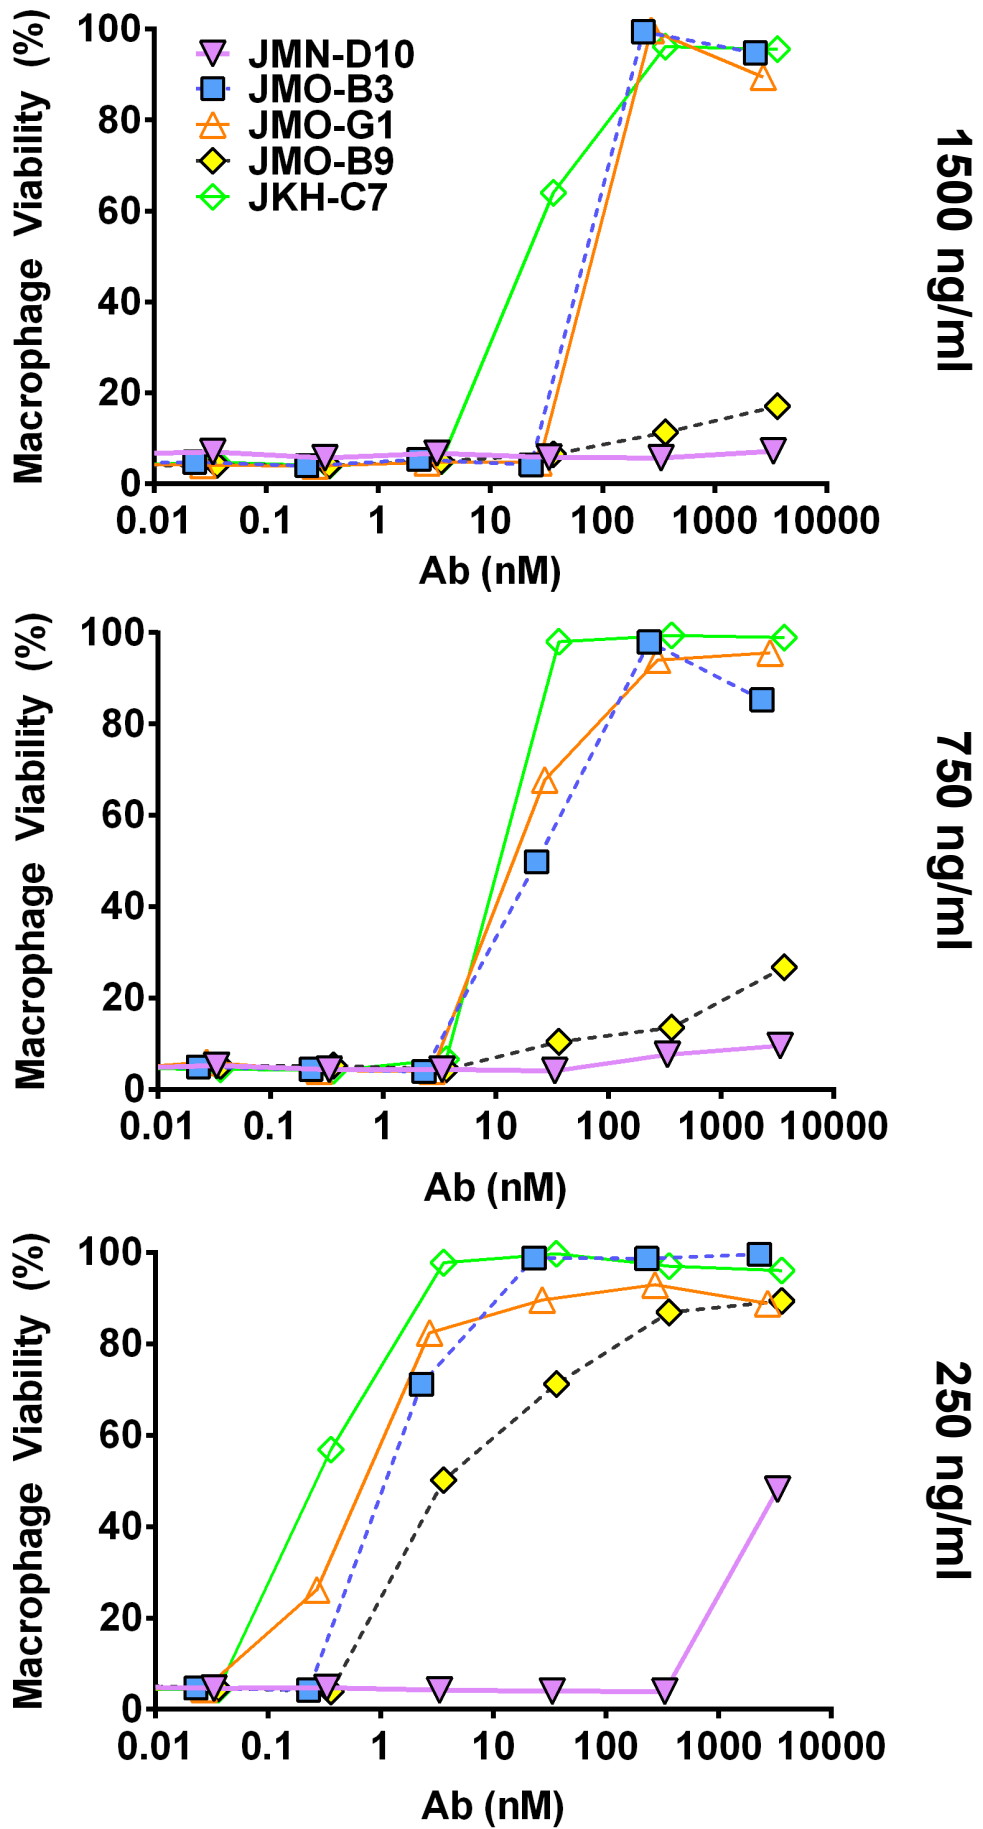 Macrophage Viability (%)
100
80
60
40
20
0
JMN-D10
JMO-B3
JMO-G1
JMO-B9
JKH-C7
0.01 0.1 1 10 100 1000 10000
Ab (nM)
1500 ng/ml
Macrophage Viability (%)
100
80
60
40
20
0
0.01 0.1 1 10 100 1000 10000
Ab (nM)
750 ng/ml
Macrophage Viability (%)
100
80
60
40
20
0
0.01 0.1 1 10 100 1000 10000
Ab (nM)
250 ng/ml